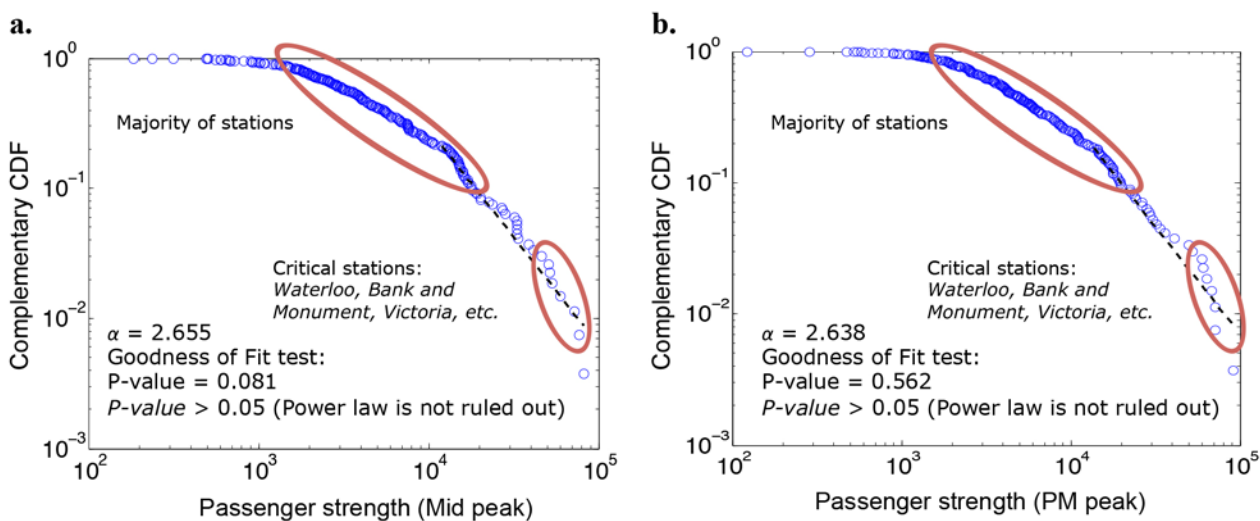 a.
10^0
10^-1
10^-2
10^-3
Complementary CDF
Majority of stations
Critical stations:
Waterloo, Bank and
Monument, Victoria, etc.
α = 2.655
Goodness of Fit test:
P-value = 0.081
P-value > 0.05 (Power law is not ruled out)
10^2 10^3 10^4 10^5
Passenger strength (Mid peak)
b.
10^0
10^-1
10^-2
10^-3
Complementary CDF
Majority of stations
Critical stations:
Waterloo, Bank and
Monument, Victoria, etc.
α = 2.638
Goodness of Fit test:
P-value = 0.562
P-value > 0.05 (Power law is not ruled out)
10^2 10^3 10^4 10^5
Passenger strength (PM peak)